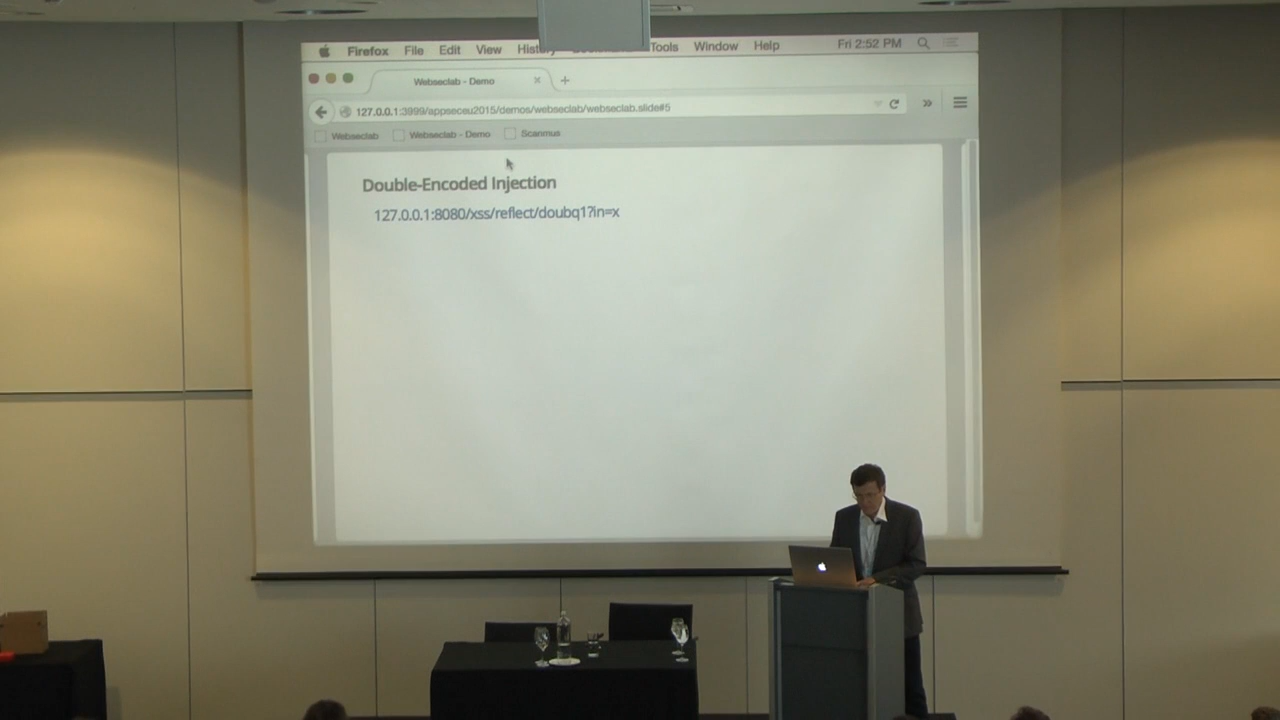 Firefox File Edit View History Tools Window Help Fri 2:52 PM
Webseclab - Demo
127.0.0.1:3999/appseceu2015/demos/webseclab/webseclab.slide#5
Webseclab Webseclab - Demo Scanmus
Double-Encoded Injection
127.0.0.1:8080/xss/reflect/doubq1?in=x